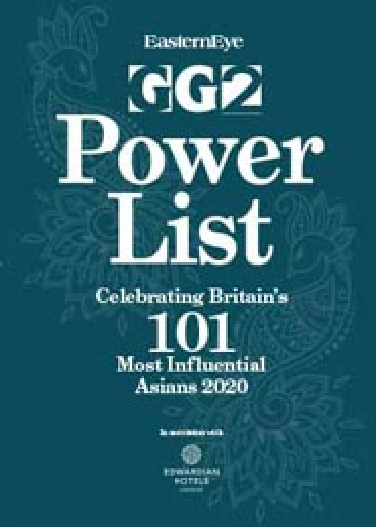 EasternEye
GG2
Power
List
Celebrating Britain's
101
Most Influential
Asians 2020
EDWARDIAN
HOTELS